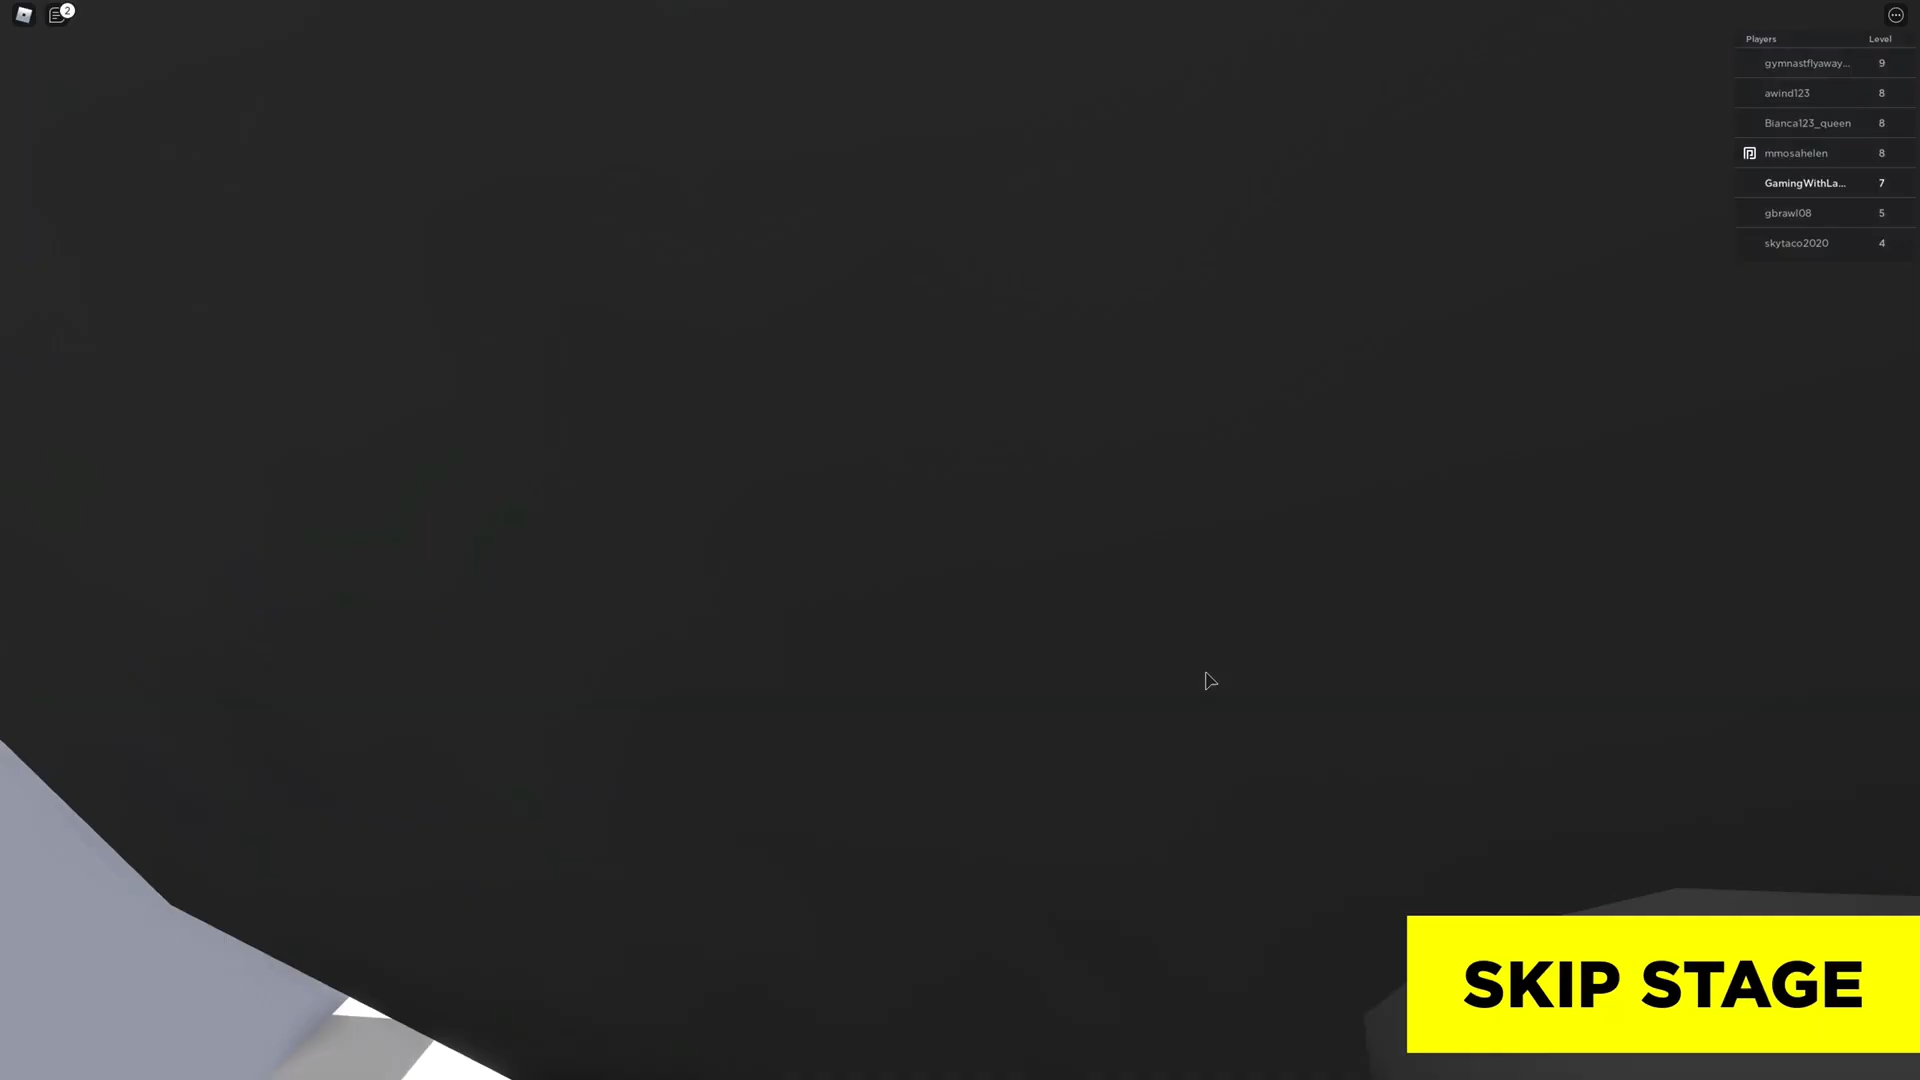 2
Players Level
gymnastflyaway... 9
awind123 8
Bianca123_queen 8
mmosahelen 8
GamingWithLa... 7
gbrawl08 5
skytaco2020 4
SKIP STAGE